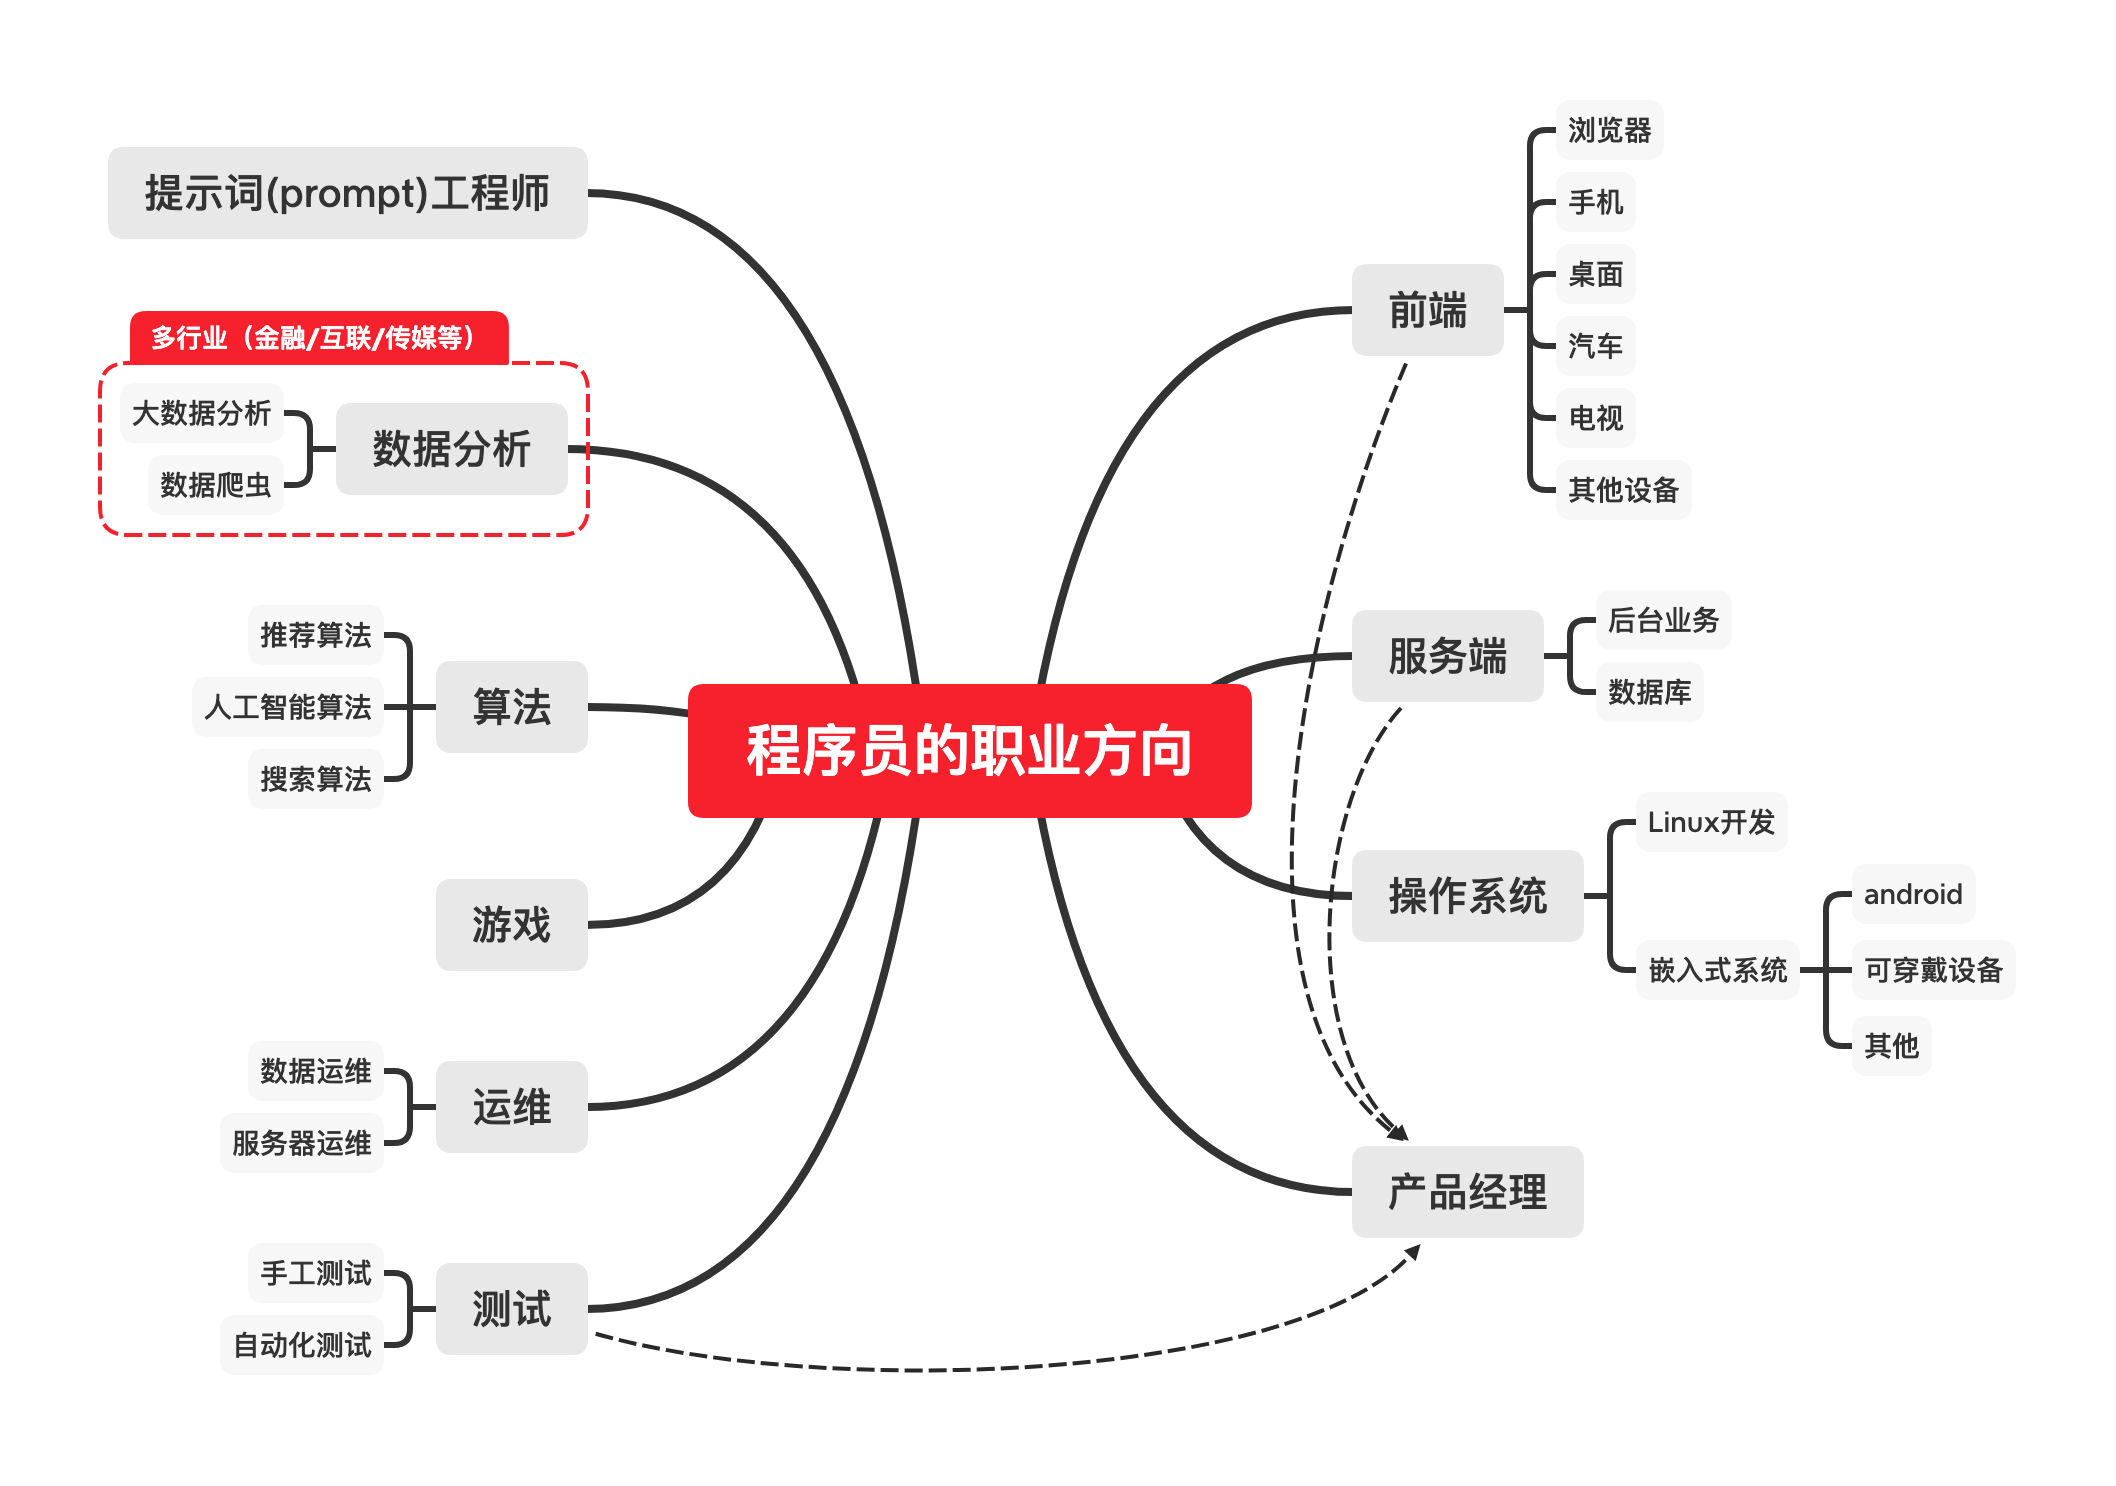 程序员的职业方向
前端
浏览器
手机
桌面
汽车
电视
其他设备
服务端
后台业务
数据库
操作系统
Linux开发
嵌入式系统
android
可穿戴设备
其他
产品经理
提示词(prompt)工程师
多行业（金融/互联/传媒等）
数据分析
大数据分析
数据爬虫
算法
推荐算法
人工智能算法
搜索算法
游戏
运维
数据运维
服务器运维
测试
手工测试
自动化测试